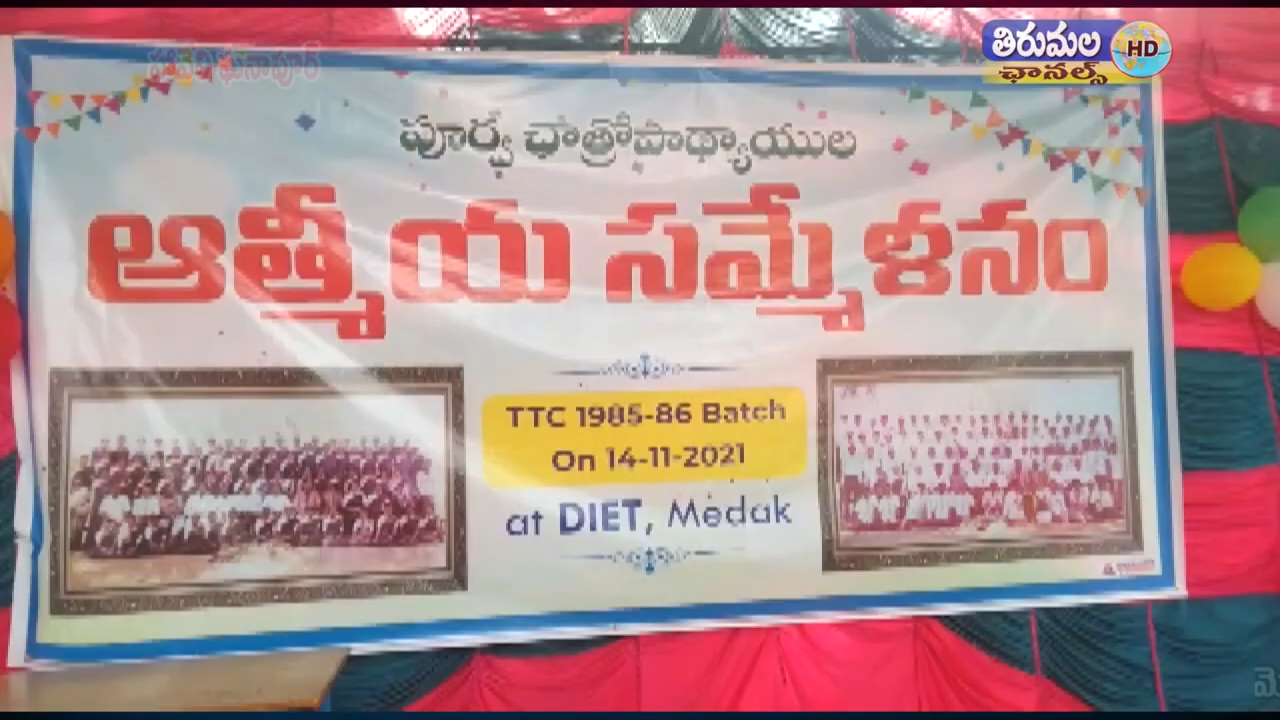 తిరుమల
HD
ఛానల్స్
పూర్వ ఛాత్రోపాధ్యాయుల
ఆత్మీయ సమ్మేళనం
TTC 1985-86 Batch
On 14-11-2021
at DIET, Medak